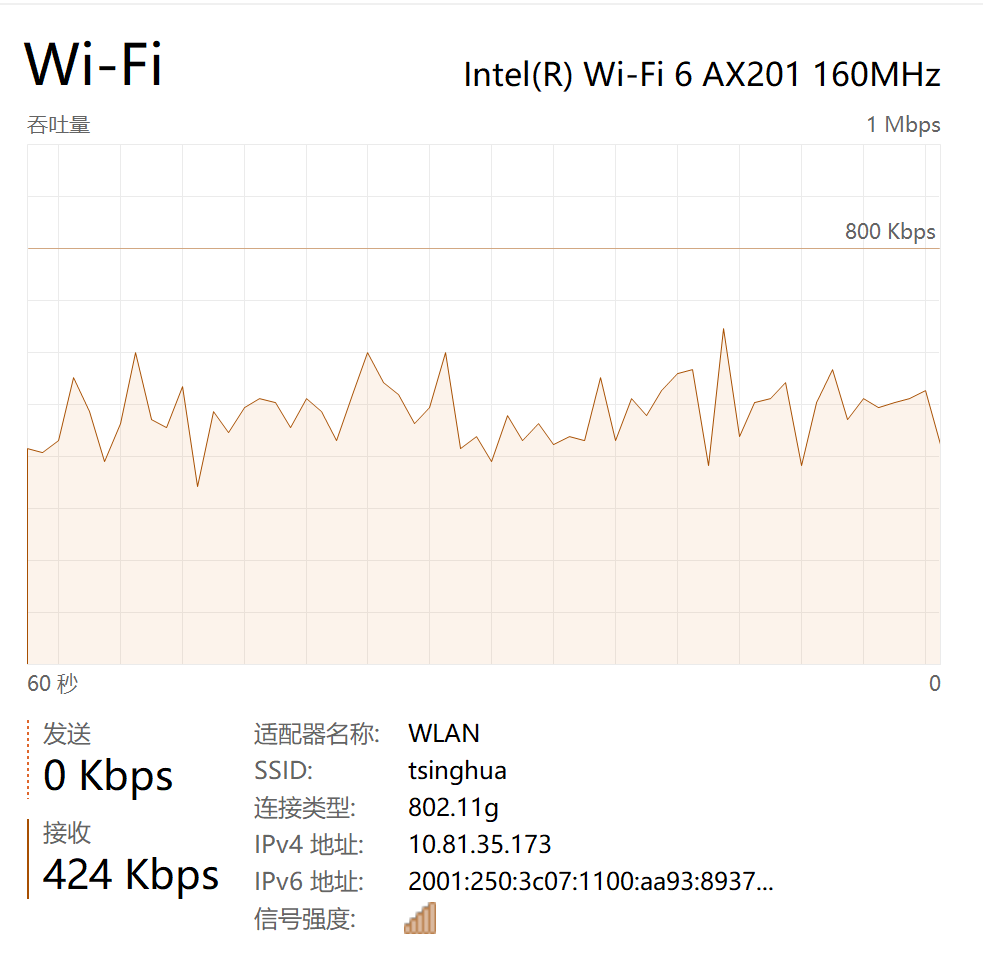 Wi-Fi
Intel(R) Wi-Fi 6 AX201 160MHz
吞吐量
1 Mbps
800 Kbps
60 秒
0
发送
0 Kbps
接收
424 Kbps
适配器名称: WLAN
SSID: tsinghua
连接类型: 802.11g
IPv4 地址: 10.81.35.173
IPv6 地址: 2001:250:3c07:1100:aa93:8937...
信号强度: